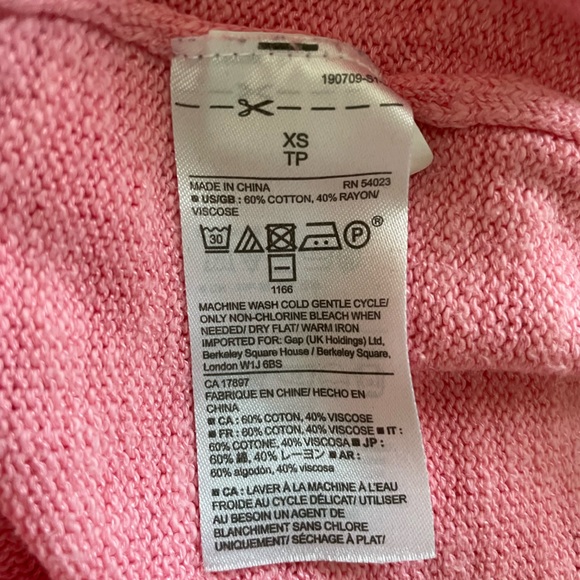 190709-S1
XS
TP
MADE IN CHINA RN 54023
■ US/GB : 60% COTTON, 40% RAYON/
VISCOSE
30 P ®
1166
MACHINE WASH COLD GENTLE CYCLE/
ONLY NON-CHLORINE BLEACH WHEN
NEEDED/ DRY FLAT/ WARM IRON
IMPORTED FOR: Gap (UK Holdings) Ltd,
Berkeley Square House / Berkeley Square,
London W1J 6BS
CA 17897
FABRIQUE EN CHINE/ HECHO EN
CHINA
■ CA : 60% COTON, 40% VISCOSE
■ FR : 60% COTON, 40% VISCOSE ■ IT :
60% COTONE, 40% VISCOSA ■ JP :
60% 綿, 40% レーヨン ■ AR :
60% algodón, 40% viscosa
■ CA : LAVER À LA MACHINE À L'EAU
FROIDE AU CYCLE DÉLICAT/ UTILISER
AU BESOIN UN AGENT DE
BLANCHIMENT SANS CHLORE
UNIQUEMENT/ SÉCHAGE À PLAT/